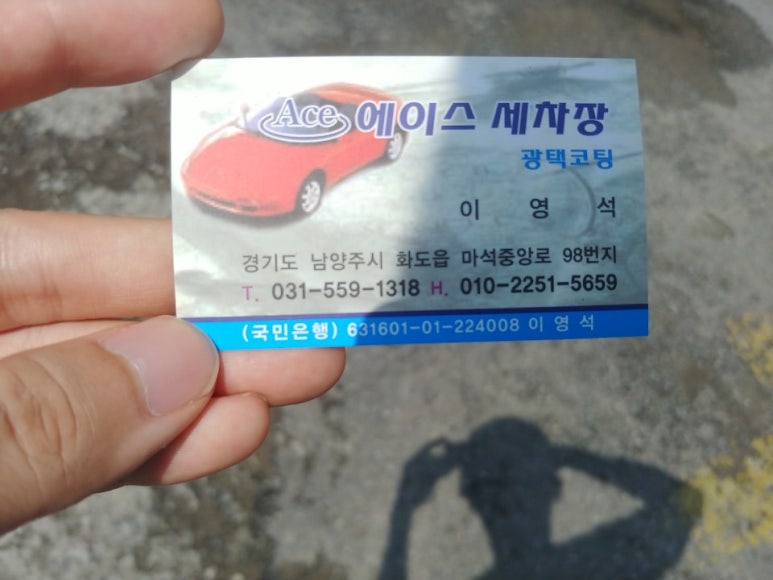 Ace 에이스 세차장
광택코팅
이 영 석
경기도 남양주시 화도읍 마석중앙로 98번지
T. 031-559-1318 H. 010-2251-5659
(국민은행) 631601-01-224008 이 영 석